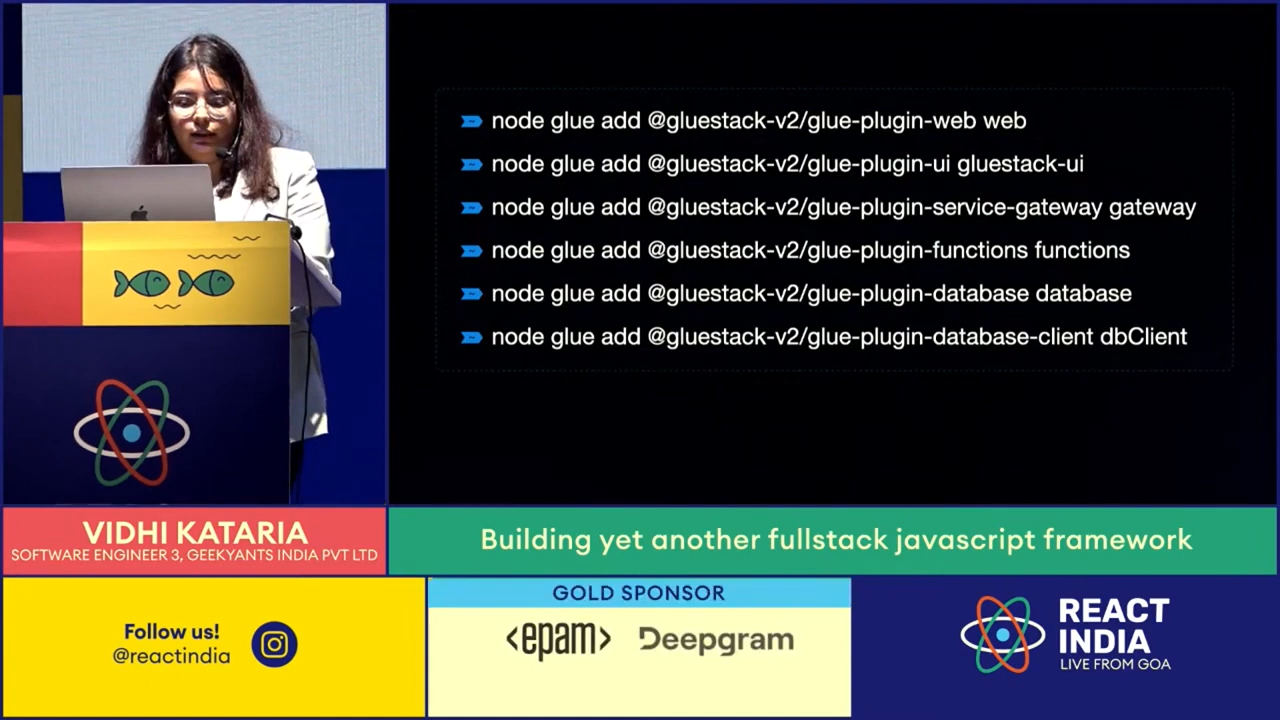 node glue add @gluestack-v2/glue-plugin-web web
node glue add @gluestack-v2/glue-plugin-ui gluestack-ui
node glue add @gluestack-v2/glue-plugin-service-gateway gateway
node glue add @gluestack-v2/glue-plugin-functions functions
node glue add @gluestack-v2/glue-plugin-database database
node glue add @gluestack-v2/glue-plugin-database-client dbClient
VIDHI KATARIA
SOFTWARE ENGINEER 3, GEEKYANTS INDIA PVT LTD
Building yet another fullstack javascript framework
Follow us!
@reactindia
GOLD SPONSOR
<epam>
Deepgram
REACT
INDIA
LIVE FROM GOA